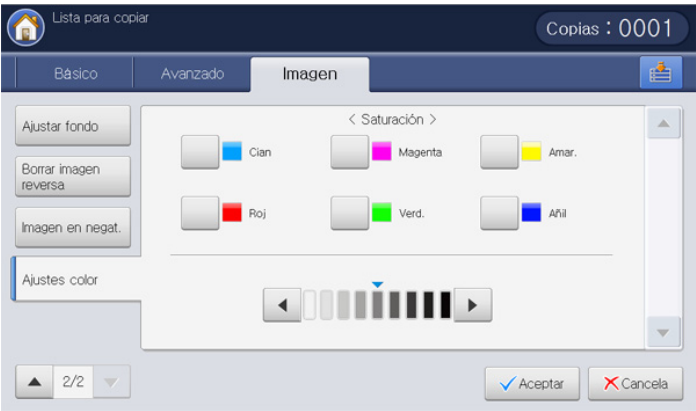 Lista para copiar
Copias : 0001
Básico
Avanzado
Imagen
Ajustar fondo
Borrar imagen
reversa
Imagen en negat.
Ajustes color
< Saturación >
Cian
Magenta
Amar.
Roj
Verd.
Añil
2/2
Aceptar
Cancela